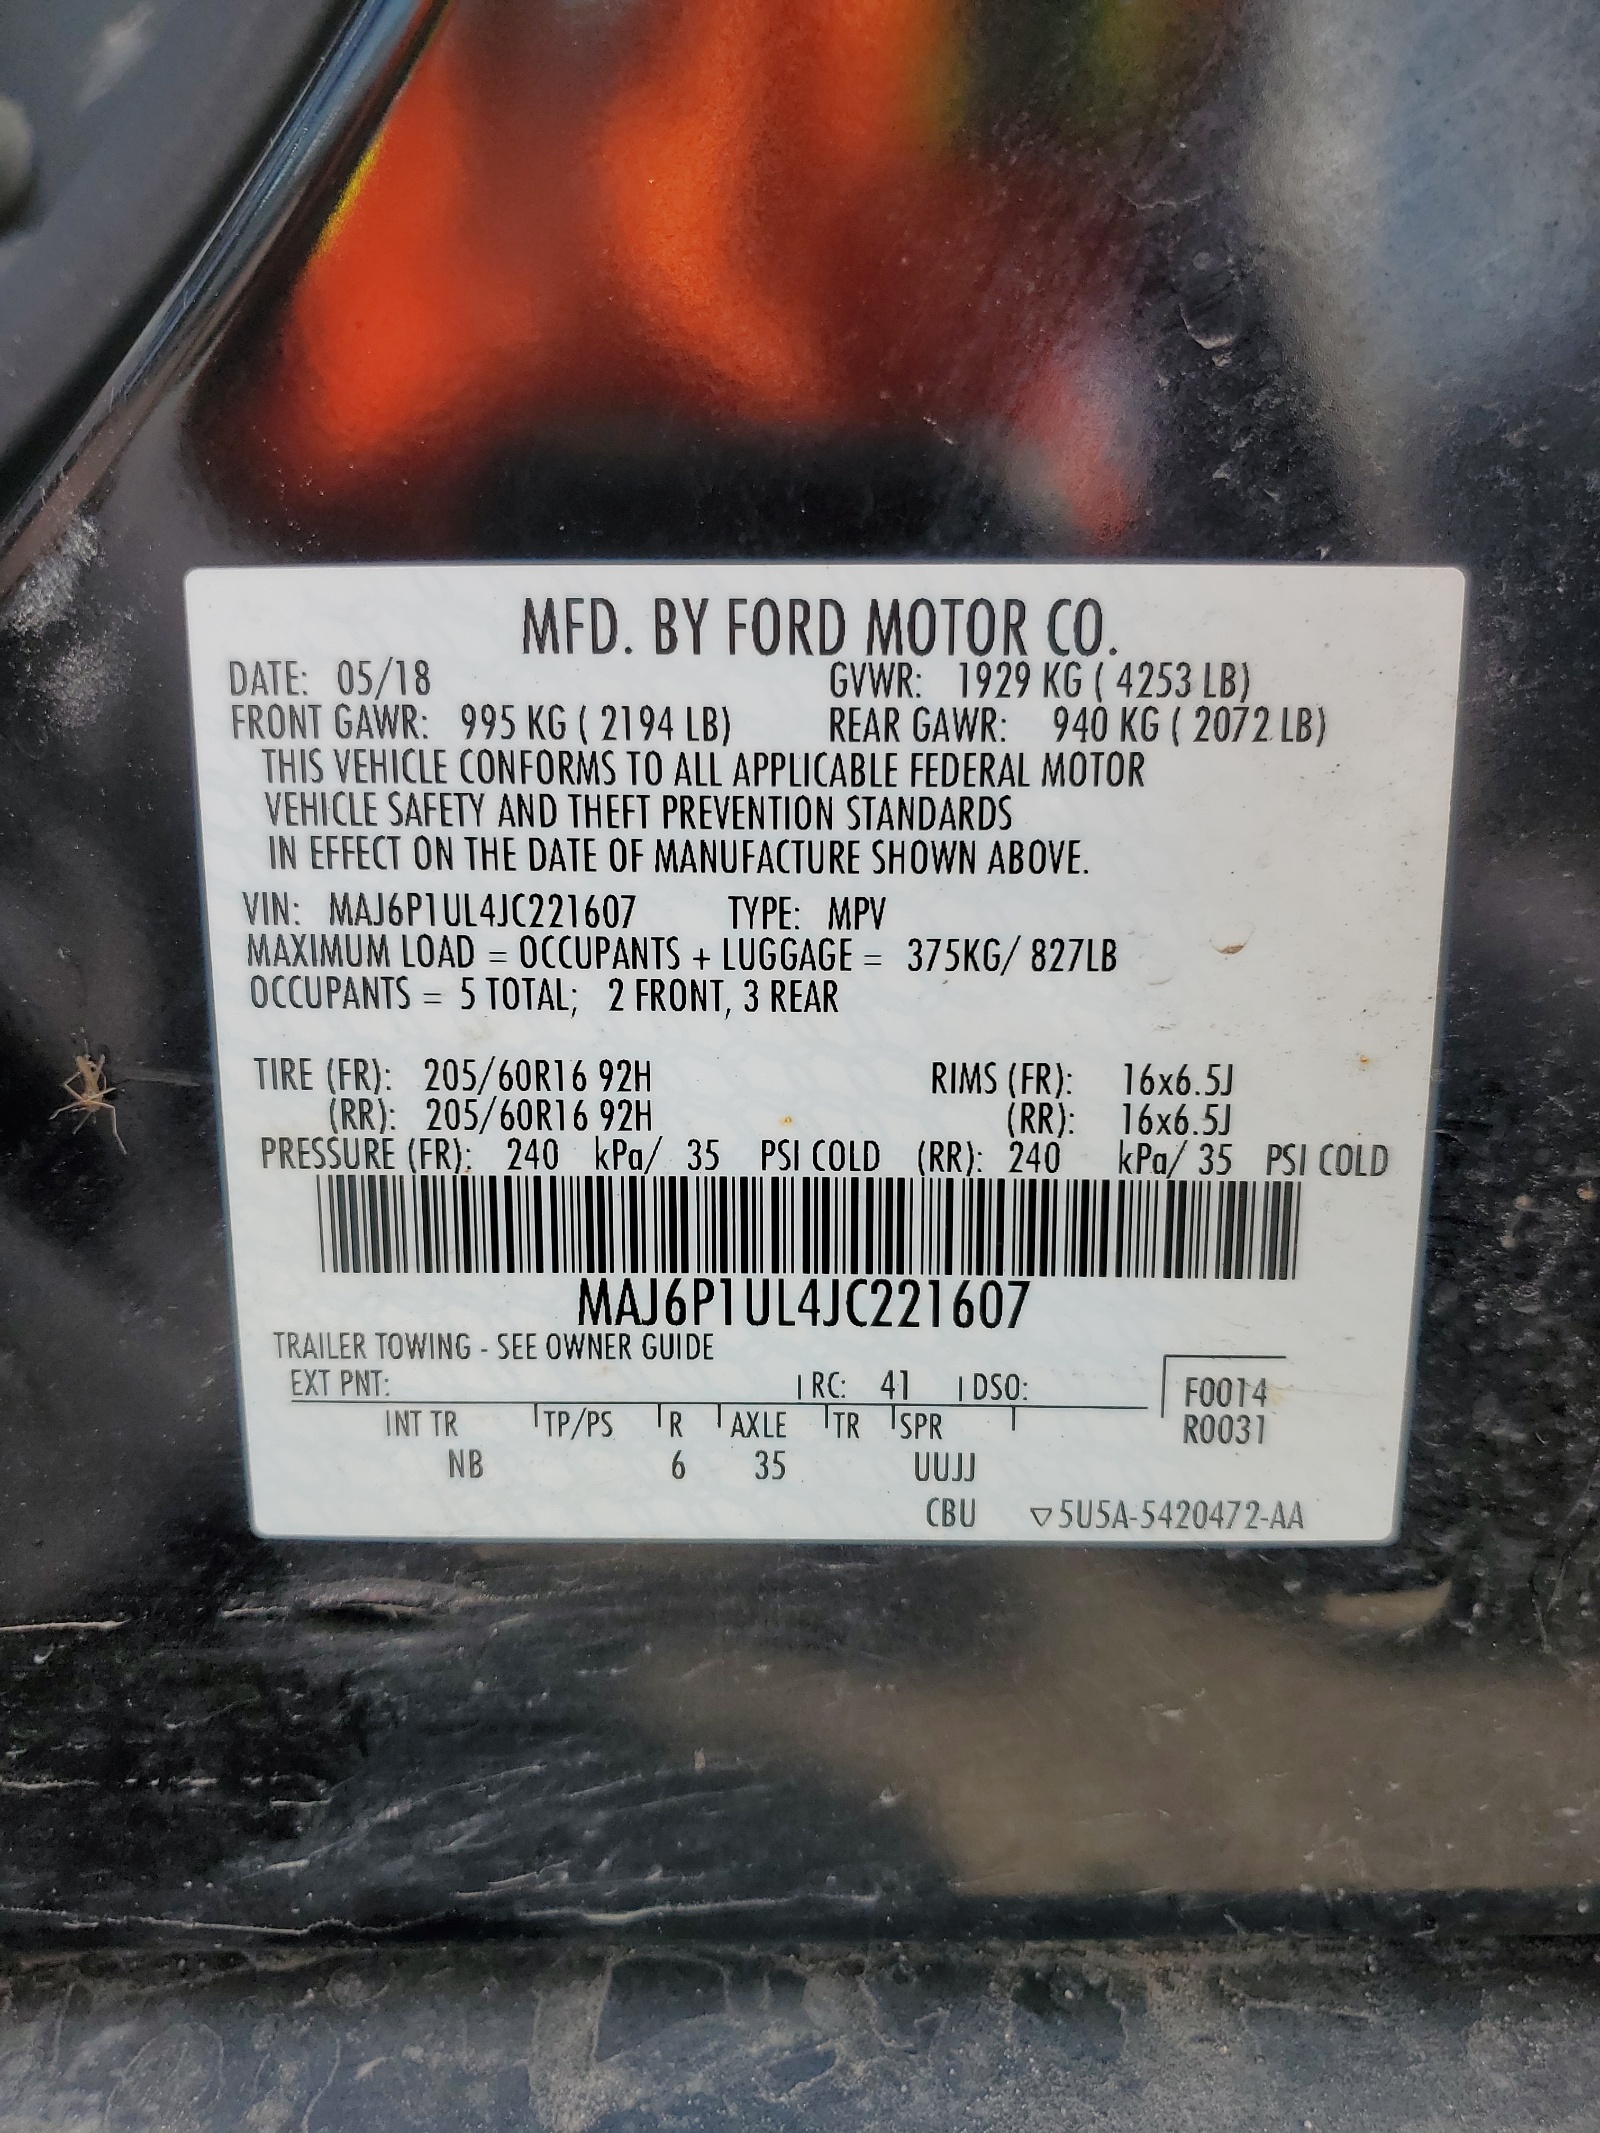 MFD. BY FORD MOTOR CO.
DATE: 05/18 GVWR: 1929 KG ( 4253 LB)
FRONT GAWR: 995 KG ( 2194 LB) REAR GAWR: 940 KG ( 2072 LB)
THIS VEHICLE CONFORMS TO ALL APPLICABLE FEDERAL MOTOR
VEHICLE SAFETY AND THEFT PREVENTION STANDARDS
IN EFFECT ON THE DATE OF MANUFACTURE SHOWN ABOVE.
VIN: MAJ6P1UL4JC221607 TYPE: MPV
MAXIMUM LOAD = OCCUPANTS + LUGGAGE = 375KG/ 827LB
OCCUPANTS = 5 TOTAL; 2 FRONT, 3 REAR
TIRE (FR): 205/60R16 92H RIMS (FR): 16x6.5J
(RR): 205/60R16 92H (RR): 16x6.5J
PRESSURE (FR): 240 kPa/ 35 PSI COLD (RR): 240 kPa/ 35 PSI COLD
MAJ6P1UL4JC221607
TRAILER TOWING - SEE OWNER GUIDE
EXT PNT: RC: 41 DSO: F0014
INT TR TP/PS R AXLE TR SPR R0031
NB 6 35 UUJJ
CBU ▽5U5A-5420472-AA